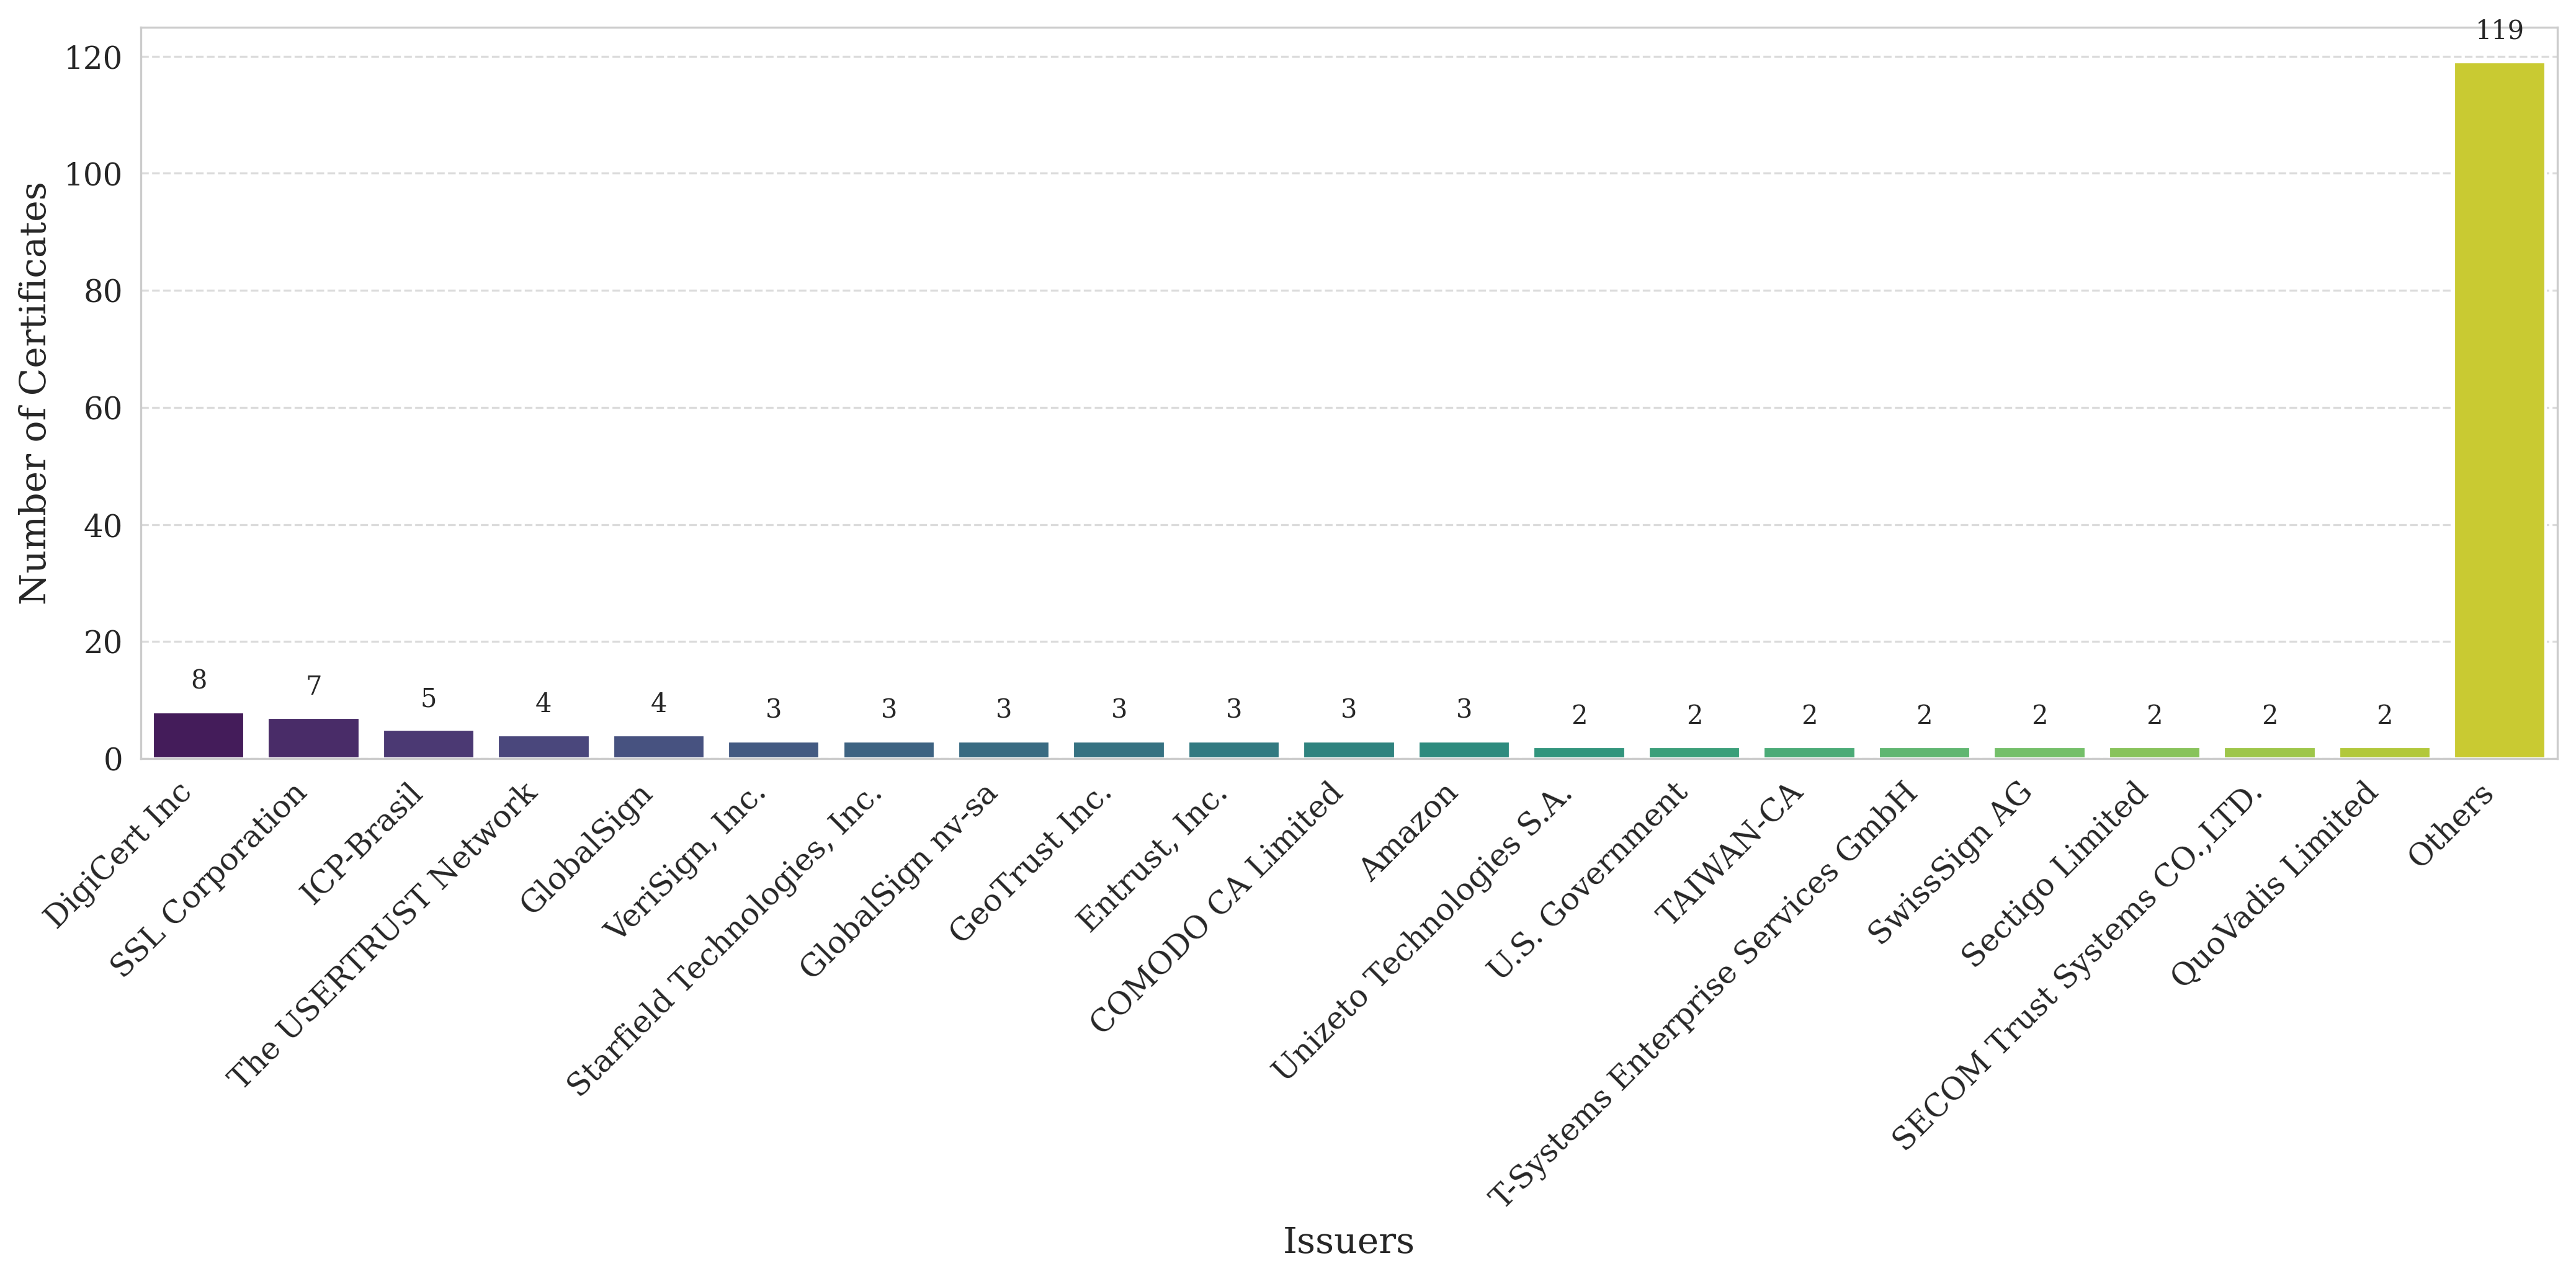 119
120
100
80
60
40
20
0
Number of Certificates
8
7
5
4
4
3
3
3
3
3
3
3
2
2
2
2
2
2
2
2
DigiCert Inc
SSL Corporation
ICP-Brasil
The USERTRUST Network
GlobalSign
VeriSign, Inc.
Starfield Technologies, Inc.
GlobalSign nv-sa
GeoTrust Inc.
Entrust, Inc.
COMODO CA Limited
Amazon
Unizeto Technologies S.A.
U.S. Government
TAIWAN-CA
T-Systems Enterprise Services GmbH
SwissSign AG
Sectigo Limited
SECOM Trust Systems CO.,LTD.
QuoVadis Limited
Others
Issuers